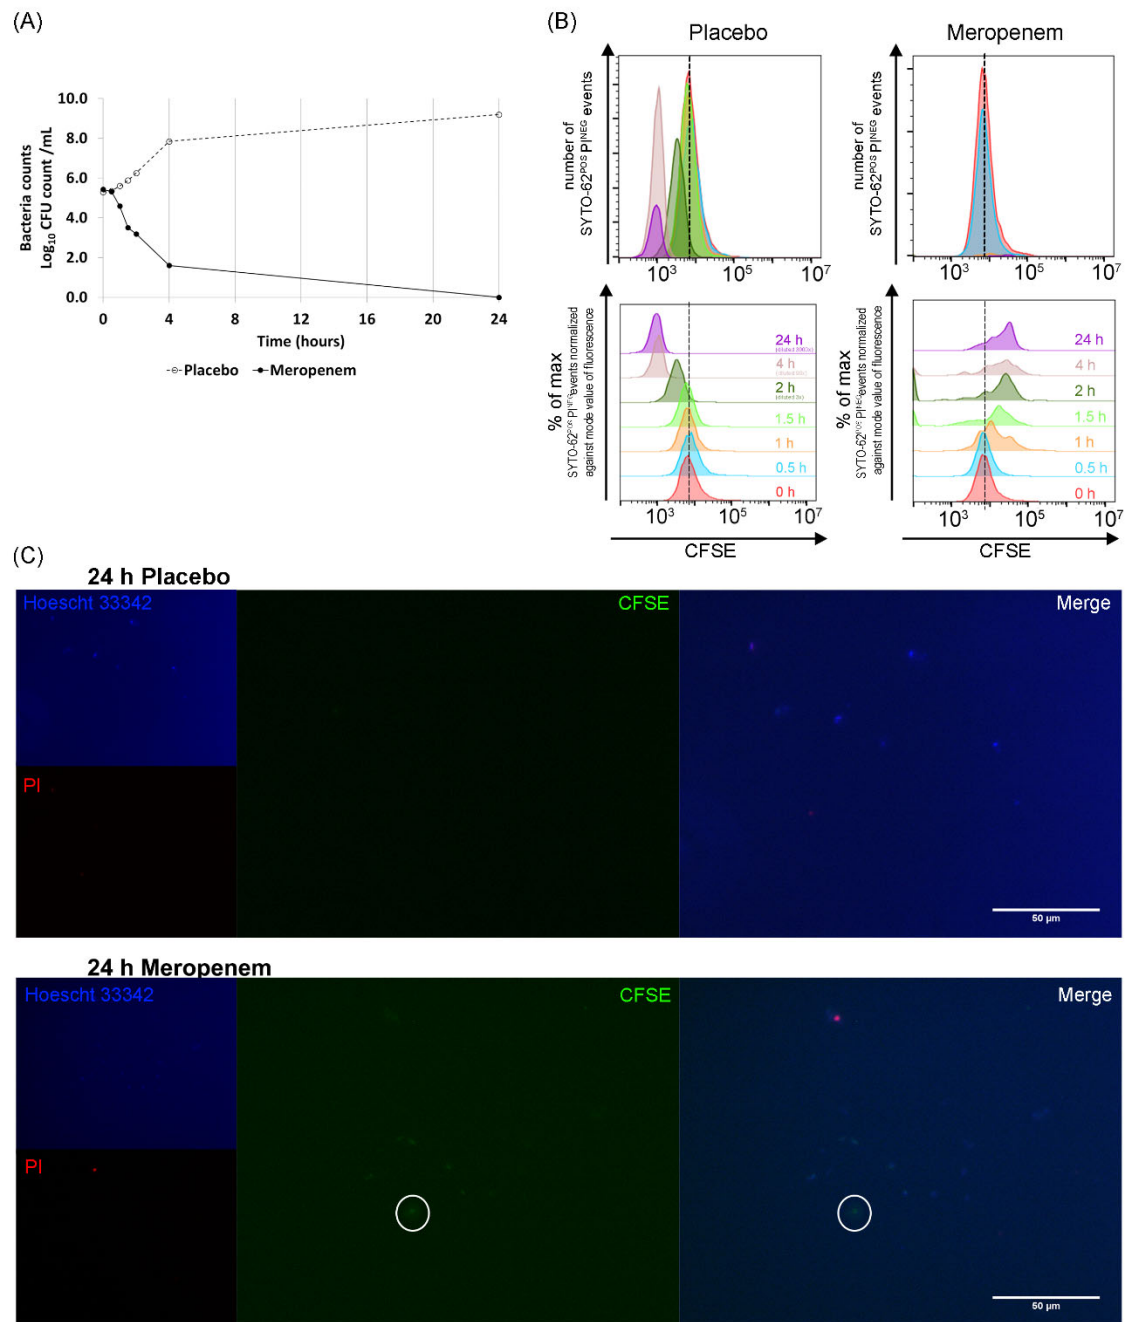 (A)
Bacteria counts
Log10 CFU count /mL
10.0
8.0
6.0
4.0
2.0
0.0
0
4
8
12
16
20
24
Time (hours)
Placebo
Meropenem
(B)
Placebo
Meropenem
number of
SYTO-62POS PINEG events
10³ 10⁵ 10⁷
number of
SYTO-62POS PINEG events
10³ 10⁵ 10⁷
% of max
SYTO-62POS PINEG events normalized
against mode value of fluorescence
24 h
4 h
2 h
1.5 h
1 h
0.5 h
0 h
10³ 10⁵ 10⁷
CFSE
% of max
SYTO-62POS PINEG events normalized
against mode value of fluorescence
24 h
4 h
2 h
1.5 h
1 h
0.5 h
0 h
10³ 10⁵ 10⁷
CFSE
(C)
24 h Placebo
Hoescht 33342
CFSE
Merge
PI
50 µm
24 h Meropenem
Hoescht 33342
CFSE
Merge
PI
50 µm